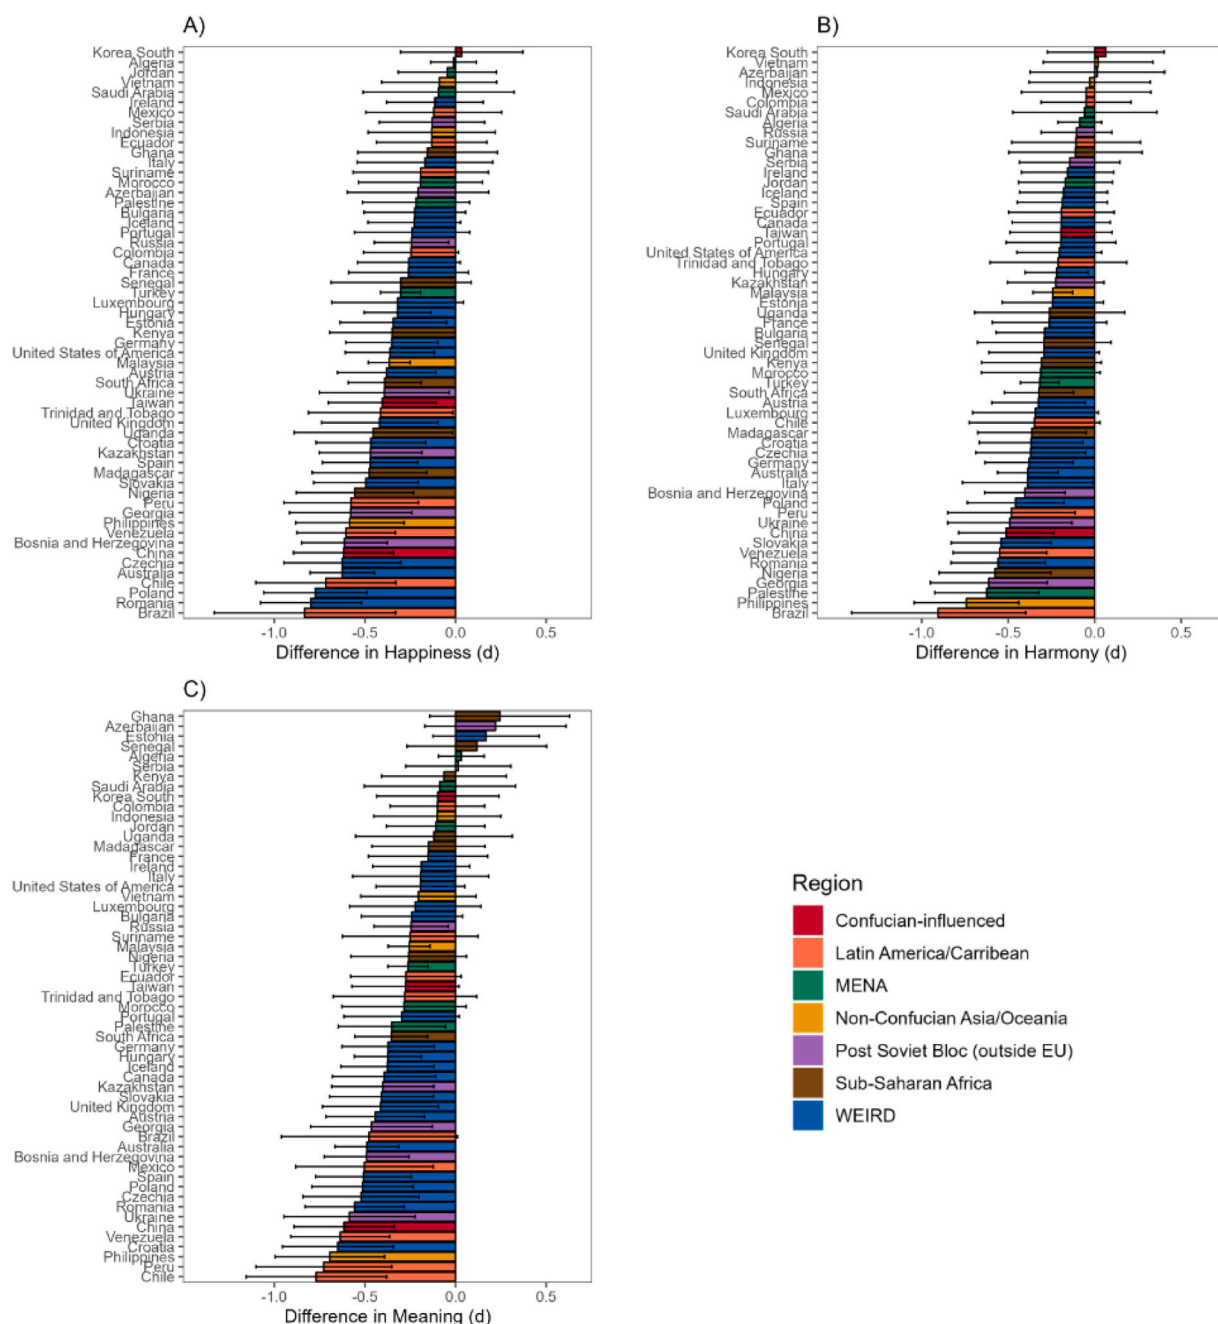 A)
Korea South
Algeria
Jordan
Vietnam
Saudi Arabia
Ireland
Mexico
Serbia
Indonesia
Ecuador
Ghana
Italy
Suriname
Morocco
Azerbaijan
Palestine
Bulgaria
Iceland
Portugal
Russia
Colombia
Canada
France
Senegal
Turkey
Luxembourg
Hungary
Estonia
Kenya
Germany
United States of America
Malaysia
Austria
South Africa
Ukraine
Taiwan
Trinidad and Tobago
United Kingdom
Uganda
Croatia
Kazakhstan
Spain
Madagascar
Slovakia
Nigeria
Peru
Georgia
Philippines
Venezuela
Bosnia and Herzegovina
China
Czechia
Australia
Chile
Poland
Romania
Brazil
-1.0 -0.5 0.0 0.5
Difference in Happiness (d)
B)
Korea South
Vietnam
Azerbaijan
Indonesia
Mexico
Colombia
Saudi Arabia
Algeria
Russia
Suriname
Ghana
Serbia
Ireland
Jordan
Iceland
Spain
Ecuador
Canada
Taiwan
Portugal
United States of America
Trinidad and Tobago
Hungary
Kazakhstan
Malaysia
Estonia
Uganda
France
Bulgaria
Senegal
United Kingdom
Kenya
Morocco
Turkey
South Africa
Austria
Luxembourg
Chile
Madagascar
Croatia
Czechia
Germany
Australia
Italy
Bosnia and Herzegovina
Poland
Peru
Ukraine
China
Slovakia
Venezuela
Romania
Nigeria
Georgia
Palestine
Philippines
Brazil
-1.0 -0.5 0.0 0.5
Difference in Harmony (d)
C)
Ghana
Azerbaijan
Estonia
Senegal
Algeria
Serbia
Kenya
Saudi Arabia
Korea South
Colombia
Indonesia
Jordan
Uganda
Madagascar
France
Ireland
Italy
United States of America
Vietnam
Luxembourg
Bulgaria
Russia
Suriname
Malaysia
Nigeria
Turkey
Ecuador
Taiwan
Trinidad and Tobago
Morocco
Portugal
Palestine
South Africa
Germany
Hungary
Iceland
Canada
Kazakhstan
Slovakia
United Kingdom
Austria
Georgia
Brazil
Australia
Bosnia and Herzegovina
Mexico
Spain
Poland
Czechia
Romania
Ukraine
China
Venezuela
Croatia
Philippines
Peru
Chile
-1.0 -0.5 0.0 0.5
Difference in Meaning (d)
Region
Confucian-influenced
Latin America/Carribean
MENA
Non-Confucian Asia/Oceania
Post Soviet Bloc (outside EU)
Sub-Saharan Africa
WEIRD